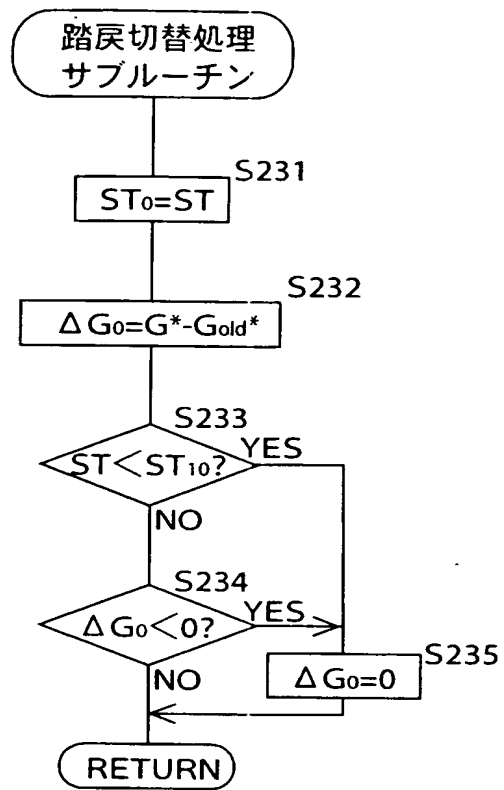 踏戻切替処理
サブルーチン
S231
ST₀=ST
S232
ΔG₀=G*-Gold*
S233
ST<ST₁₀?
YES
NO
S234
ΔG₀<0?
YES
NO
S235
ΔG₀=0
RETURN